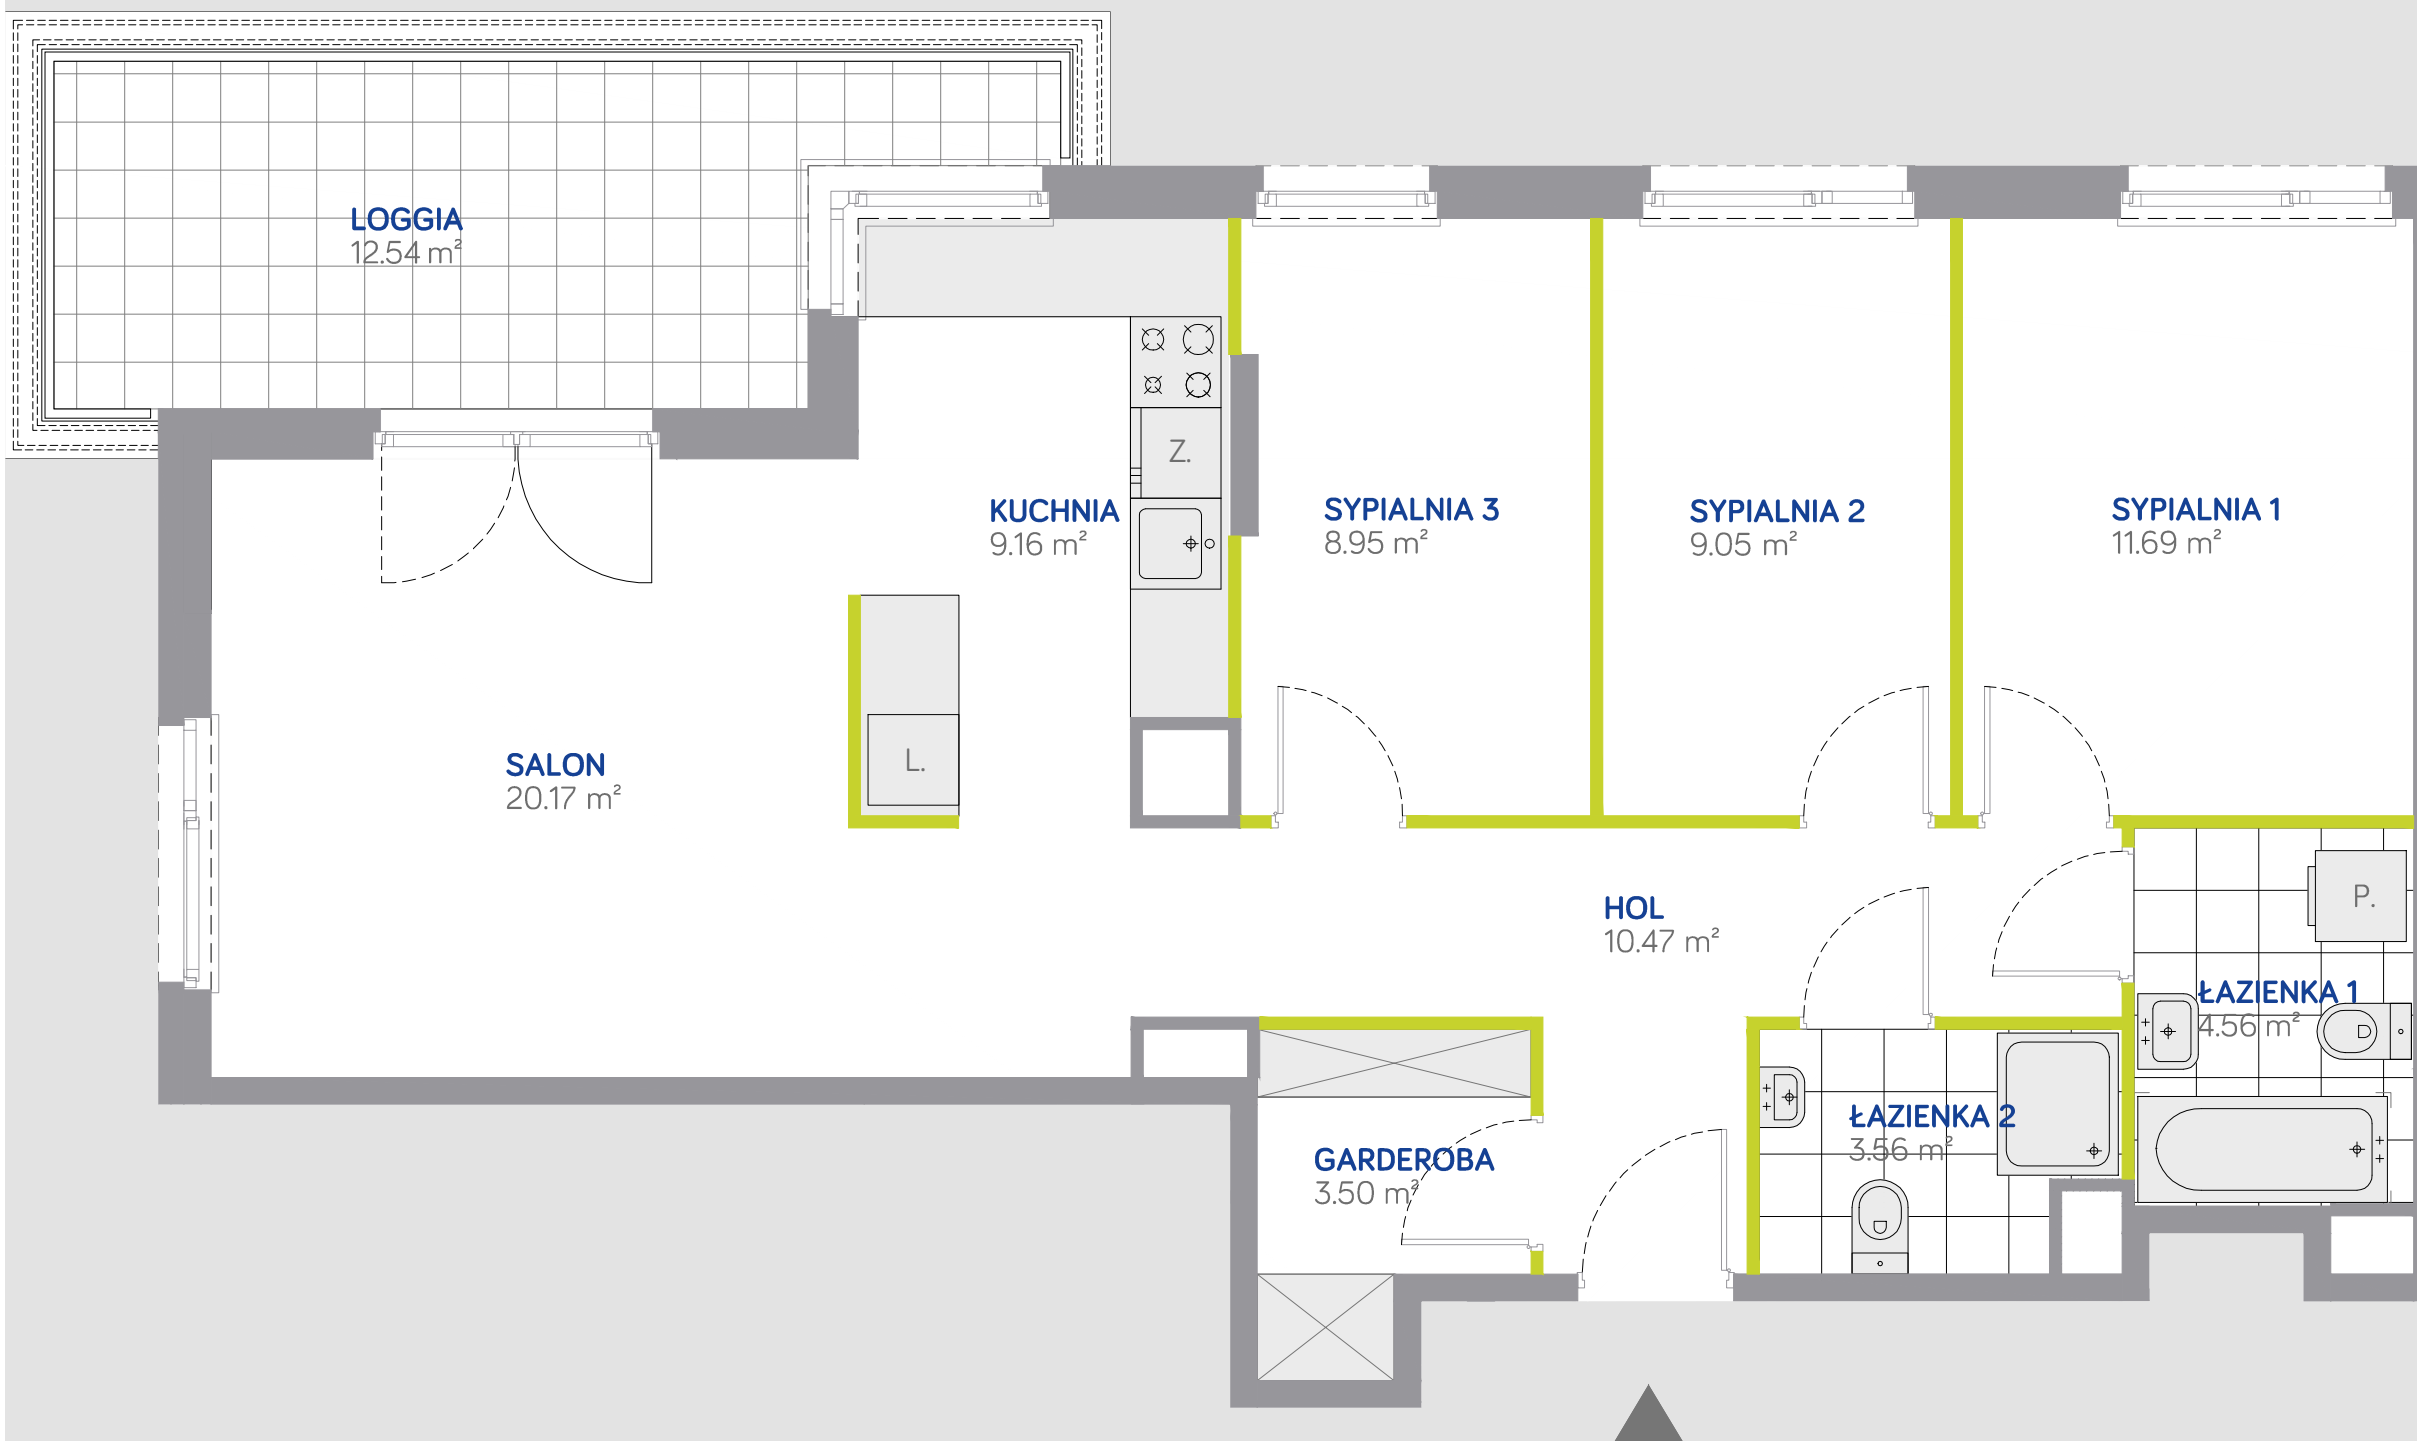 LOGGIA
12.54 m²
KUCHNIA
9.16 m²
Z.
SYPIALNIA 3
8.95 m²
SYPIALNIA 2
9.05 m²
SYPIALNIA 1
11.69 m²
SALON
20.17 m²
L.
HOL
10.47 m²
P.
ŁAZIENKA 1
4.56 m²
ŁAZIENKA 2
3.56 m²
GARDEROBA
3.50 m²